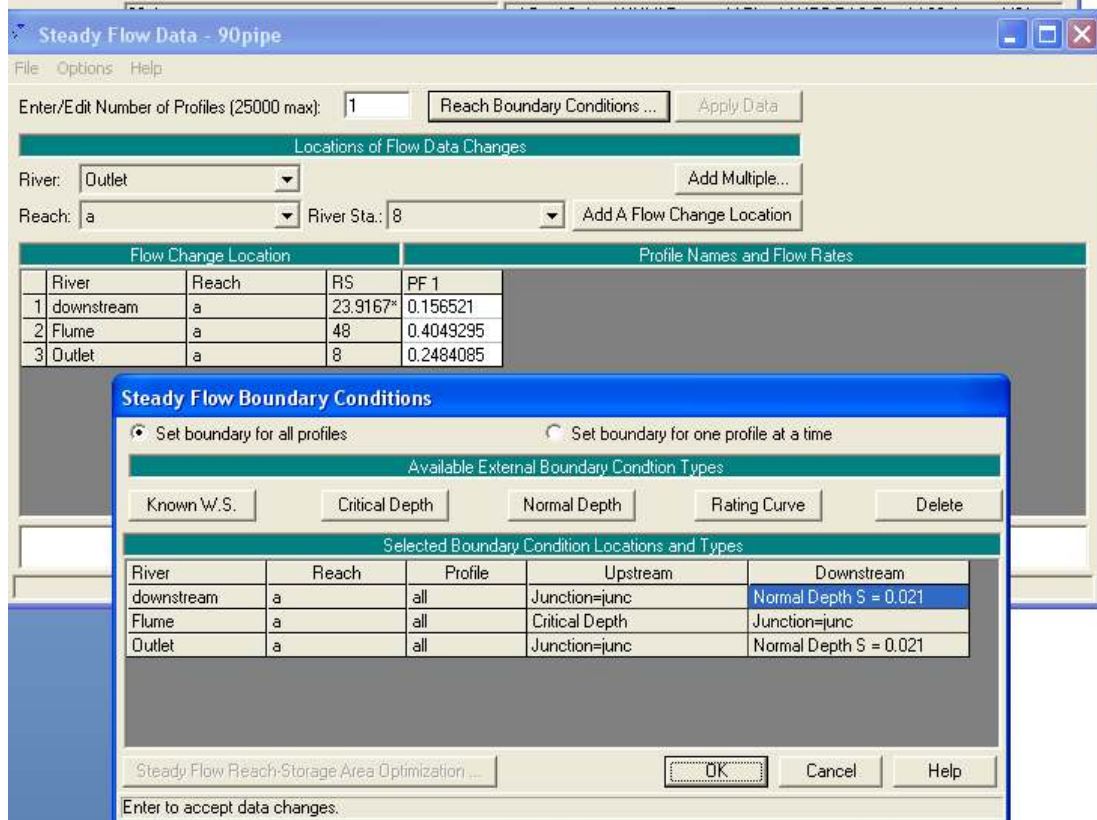 Steady Flow Data - 90pipe
File Options Help
Enter/Edit Number of Profiles (25000 max): 1 Reach Boundary Conditions ... Apply Data
Locations of Flow Data Changes
River: Outlet Add Multiple...
Reach: a River Sta.: 8 Add A Flow Change Location
Flow Change Location Profile Names and Flow Rates
River Reach RS PF 1
1 downstream a 23.9167* 0.156521
2 Flume a 48 0.4049295
3 Outlet a 8 0.2484085
Steady Flow Boundary Conditions
Set boundary for all profiles Set boundary for one profile at a time
Available External Boundary Condtion Types
Known W.S. Critical Depth Normal Depth Rating Curve Delete
Selected Boundary Condition Locations and Types
River Reach Profile Upstream Downstream
downstream a all Junction=junc Normal Depth S = 0.021
Flume a all Critical Depth Junction=junc
Outlet a all Junction=junc Normal Depth S = 0.021
Steady Flow Reach-Storage Area Optimization ... OK Cancel Help
Enter to accept data changes.